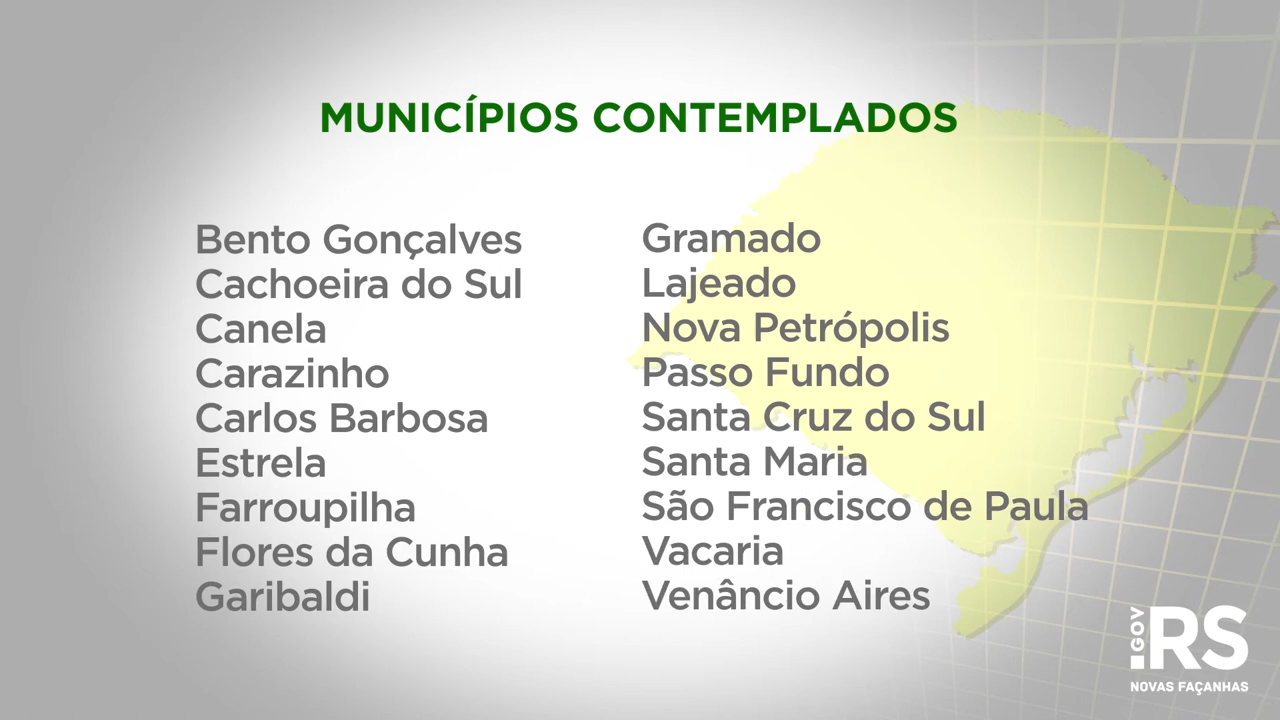 MUNICÍPIOS CONTEMPLADOS
Bento Gonçalves
Cachoeira do Sul
Canela
Carazinho
Carlos Barbosa
Estrela
Farroupilha
Flores da Cunha
Garibaldi
Gramado
Lajeado
Nova Petrópolis
Passo Fundo
Santa Cruz do Sul
Santa Maria
São Francisco de Paula
Vacaria
Venâncio Aires
.GOV
RS
NOVAS FAÇANHAS